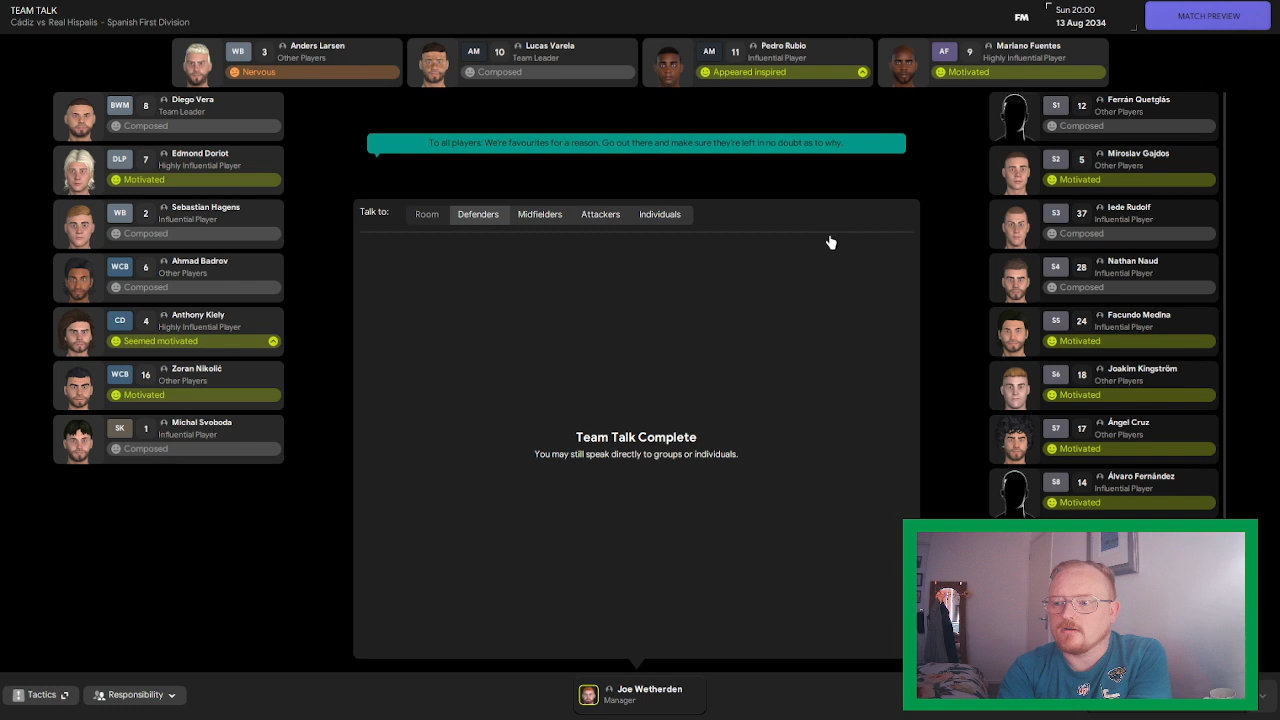 TEAM TALK
Cádiz vs Real Hispalis - Spanish First Division
FM
Sun 20:00
13 Aug 2034
MATCH PREVIEW
WB 3 Anders Larsen
Other Players
Nervous
AM 10 Lucas Varela
Team Leader
Composed
AM 11 Pedro Rubio
Influential Player
Appeared inspired
AF 9 Mariano Fuentes
Highly Influential Player
Motivated
BWM 8 Diego Vera
Team Leader
Composed
DLP 7 Edmond Doriot
Highly Influential Player
Motivated
WB 2 Sebastian Hagens
Influential Player
Composed
WCB 6 Ahmad Badrov
Other Players
Composed
CD 4 Anthony Kiely
Highly Influential Player
Seemed motivated
WCB 16 Zoran Nikolić
Other Players
Motivated
SK 1 Michal Svoboda
Influential Player
Composed
To all players: We're favourites for a reason. Go out there and make sure they're left in no doubt as to why.
Talk to: Room Defenders Midfielders Attackers Individuals
Team Talk Complete
You may still speak directly to groups or individuals.
S1 12 Ferrán Quetglás
Other Players
Composed
S2 5 Miroslav Gajdos
Other Players
Motivated
S3 37 Iede Rudolf
Influential Player
Composed
S4 28 Nathan Naud
Influential Player
Composed
S5 24 Facundo Medina
Influential Player
Motivated
S6 18 Joakim Kingström
Other Players
Motivated
S7 17 Ángel Cruz
Other Players
Motivated
S8 14 Álvaro Fernández
Influential Player
Motivated
Tactics
Responsibility
Joe Wetherden
Manager